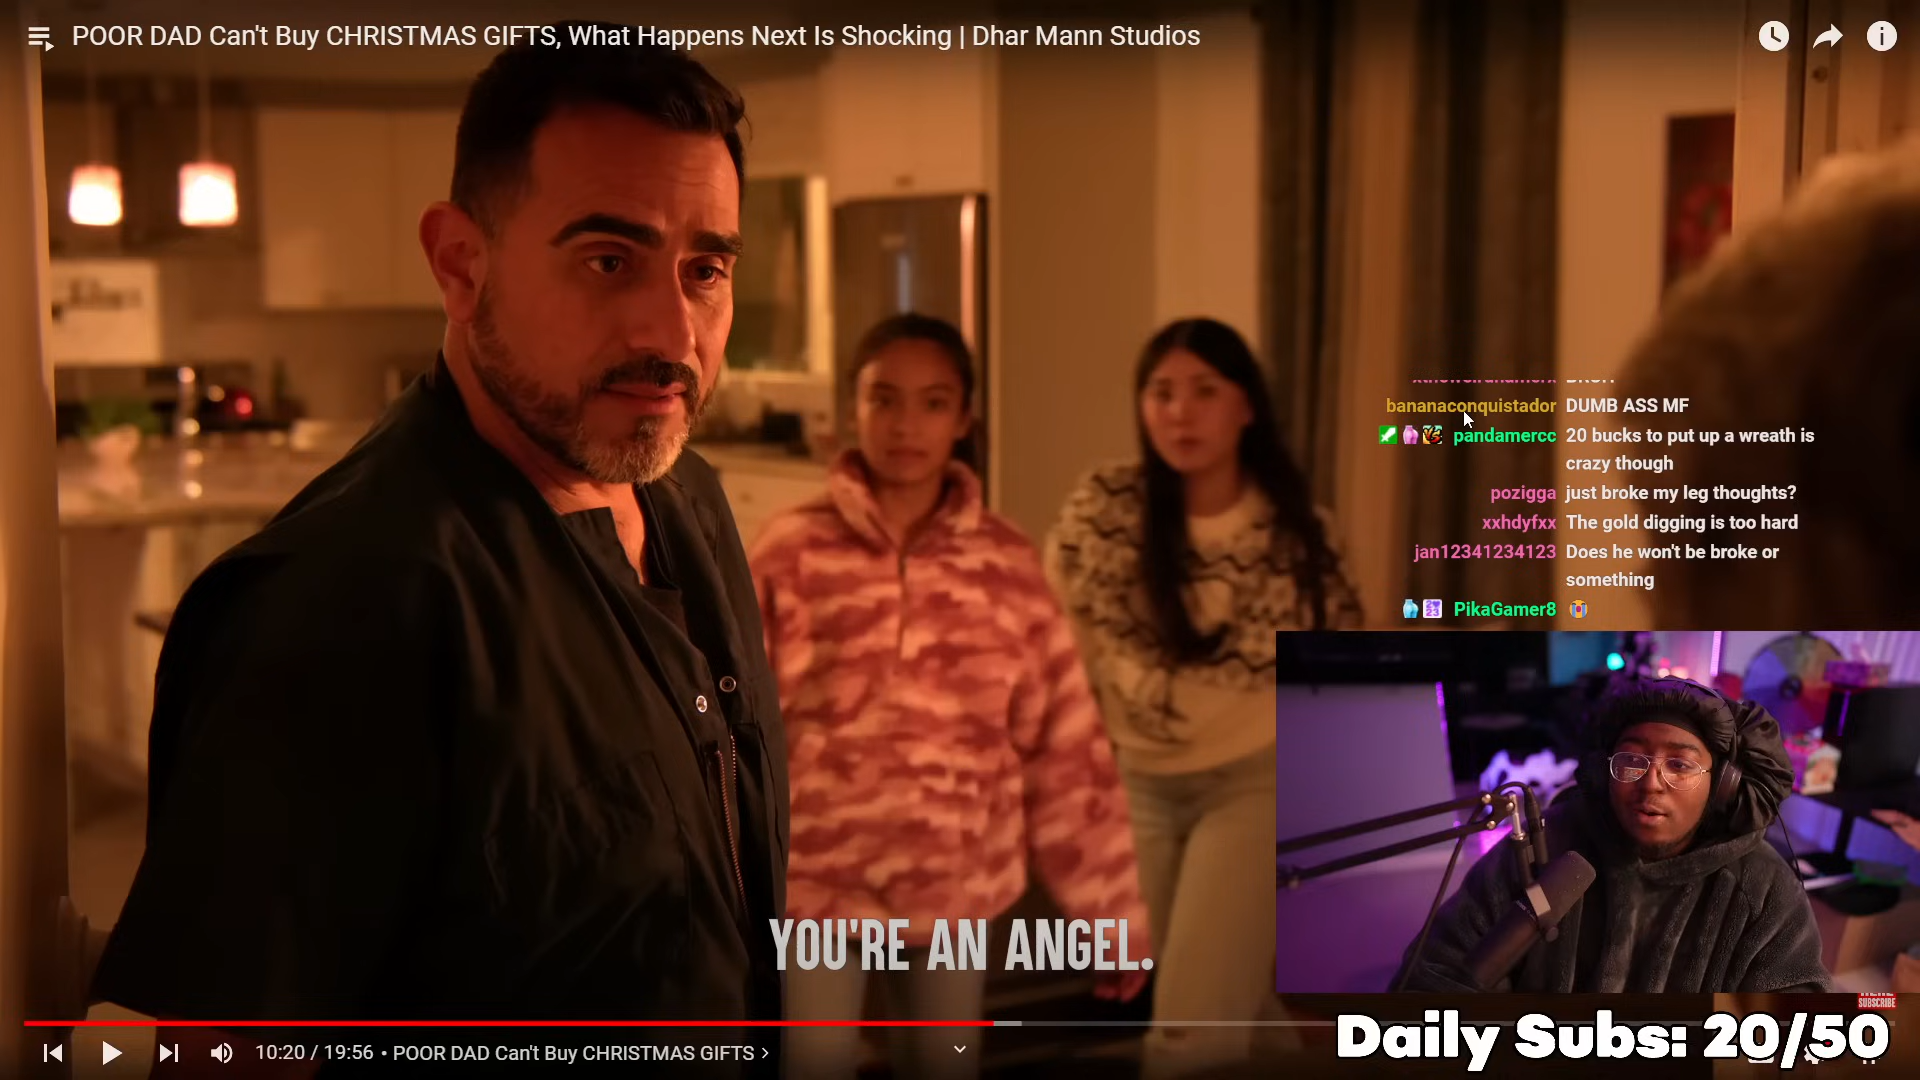 POOR DAD Can't Buy CHRISTMAS GIFTS, What Happens Next Is Shocking | Dhar Mann Studios
bananaconquistador DUMB ASS MF
pandamercc 20 bucks to put up a wreath is
crazy though
pozigga just broke my leg thoughts?
xxhdyfxx The gold digging is too hard
jan12341234123 Does he won't be broke or
something
PikaGamer8
YOU'RE AN ANGEL.
SUBSCRIBE
Daily Subs: 20/50
10:20 / 19:56 • POOR DAD Can't Buy CHRISTMAS GIFTS